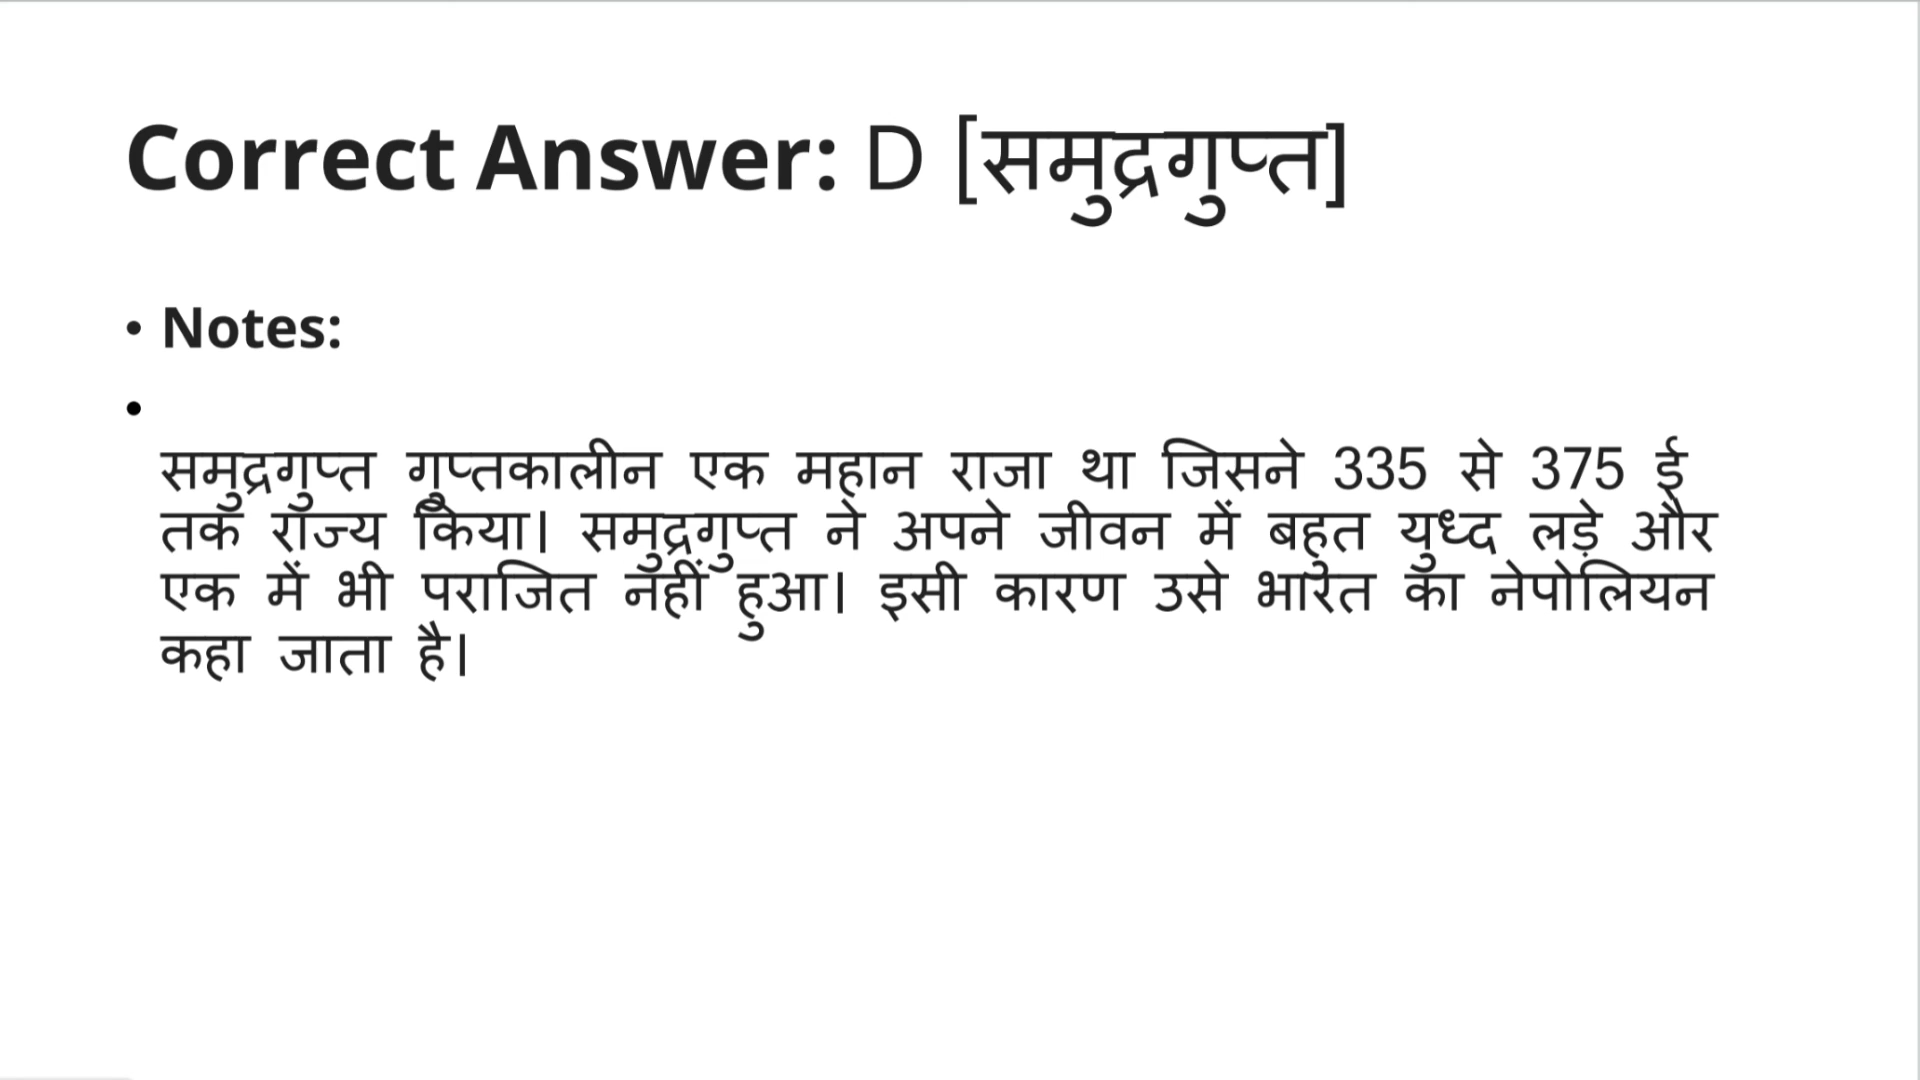 Correct Answer: D [समुद्रगुप्त]
• Notes:
•
समुद्रगुप्त गुप्तकालीन एक महान राजा था जिसने 335 से 375 ई
तक राज्य किया। समुद्रगुप्त ने अपने जीवन में बहुत युध्द लड़े और
एक में भी पराजित नहीं हुआ। इसी कारण उसे भारत का नेपोलियन
कहा जाता है।